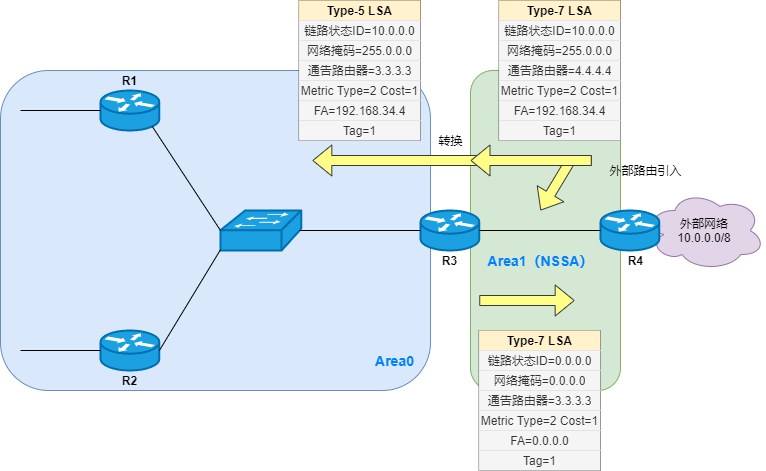 Type-5 LSA
链路状态ID=10.0.0.0
网络掩码=255.0.0.0
通告路由器=3.3.3.3
Metric Type=2 Cost=1
FA=192.168.34.4
Tag=1
Type-7 LSA
链路状态ID=10.0.0.0
网络掩码=255.0.0.0
通告路由器=4.4.4.4
Metric Type=2 Cost=1
FA=192.168.34.4
Tag=1
R1
转换
外部路由引入
外部网络
10.0.0.0/8
R3
Area1（NSSA）
R4
Area0
R2
Type-7 LSA
链路状态ID=0.0.0.0
网络掩码=0.0.0.0
通告路由器=3.3.3.3
Metric Type=2 Cost=1
FA=0.0.0.0
Tag=1